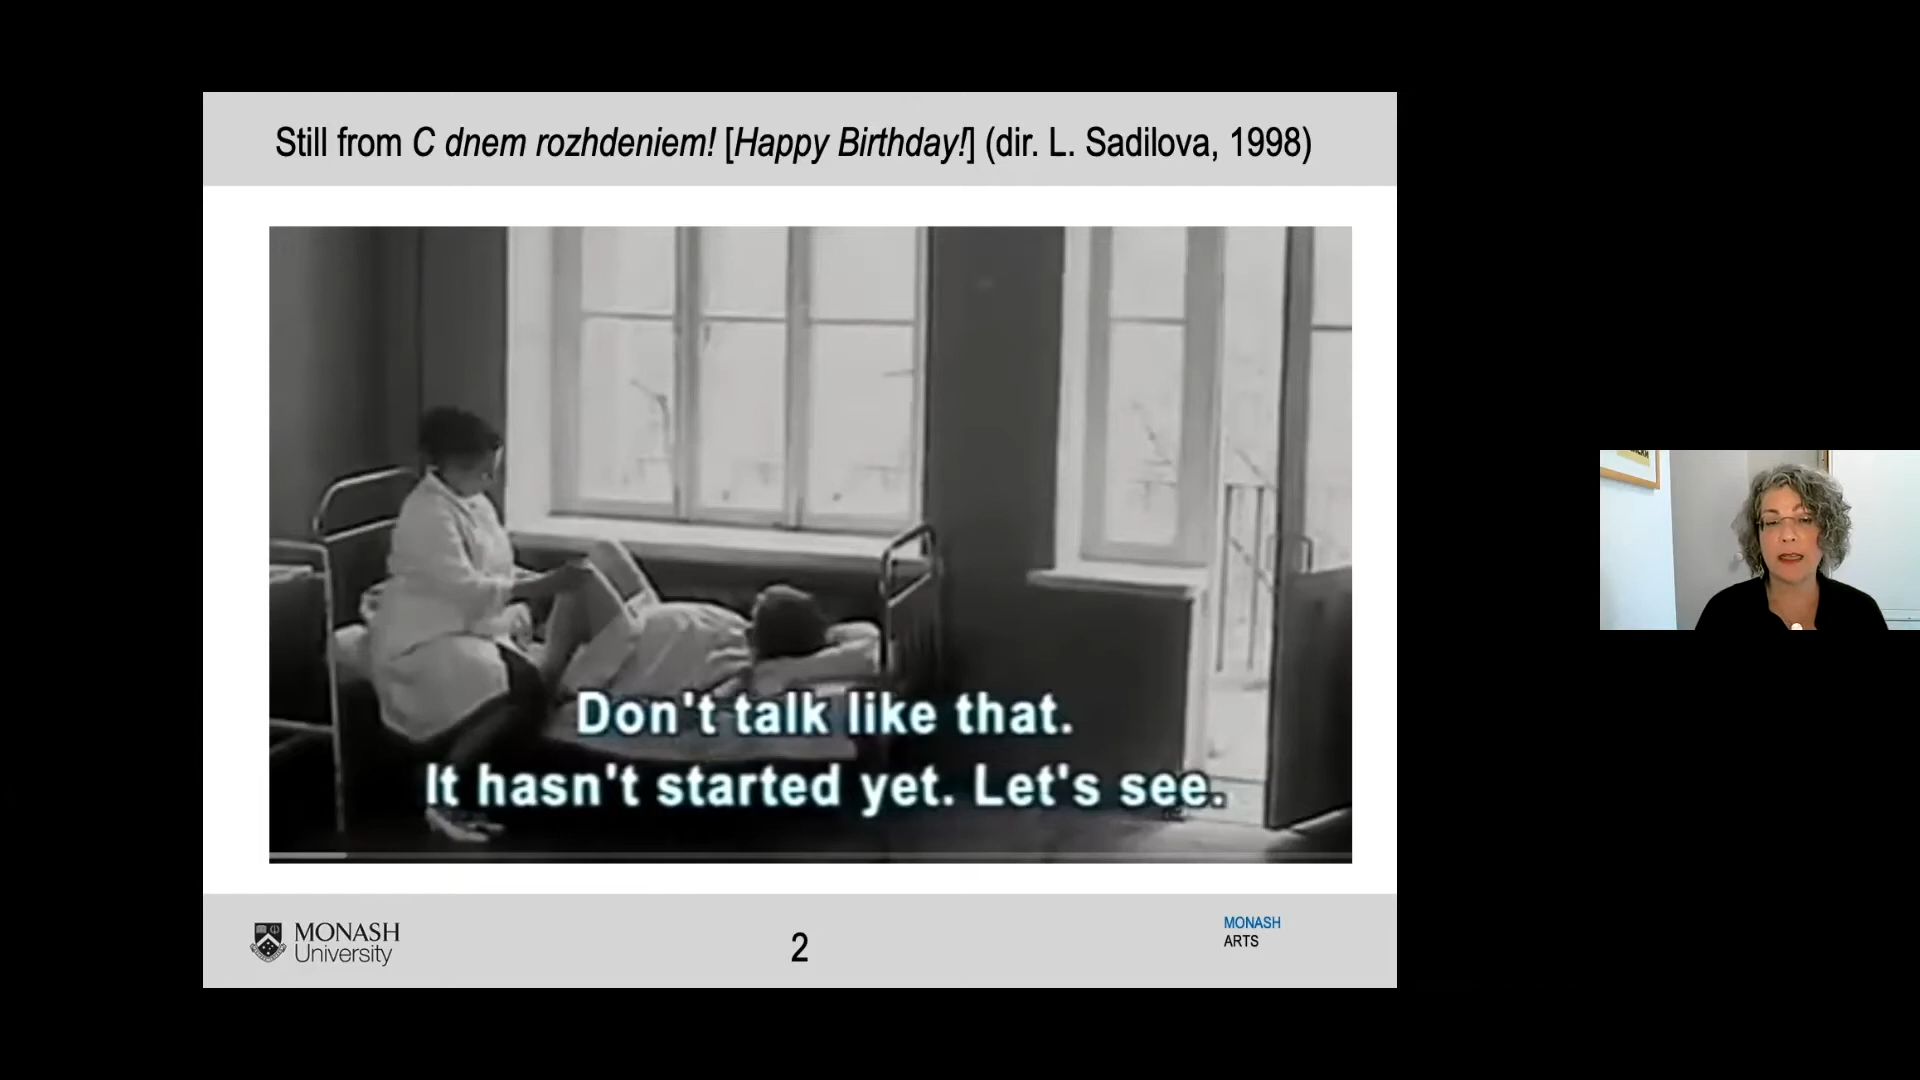 Still from C dnem rozhdeniem! [Happy Birthday!] (dir. L. Sadilova, 1998)
Don't talk like that.
It hasn't started yet. Let's see.
MONASH
University
2
MONASH
ARTS